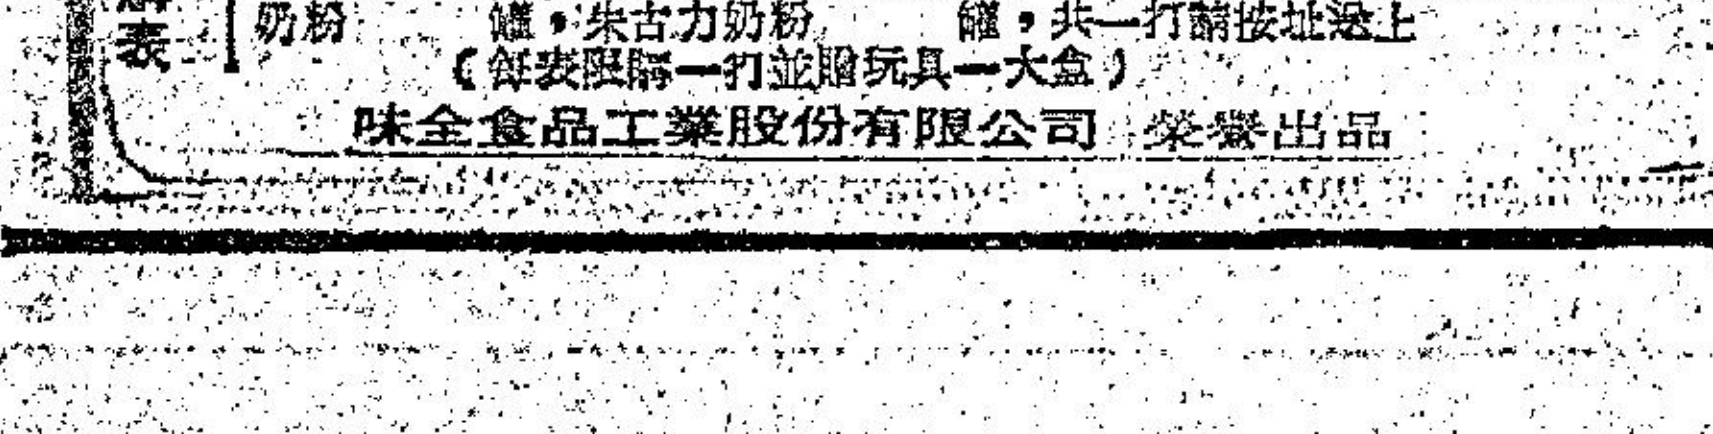 表
奶粉 罐，朱古力奶粉 罐，共一打請按址送上
（每表限購一打並贈玩具一大盒）
味全食品工業股份有限公司 榮譽出品